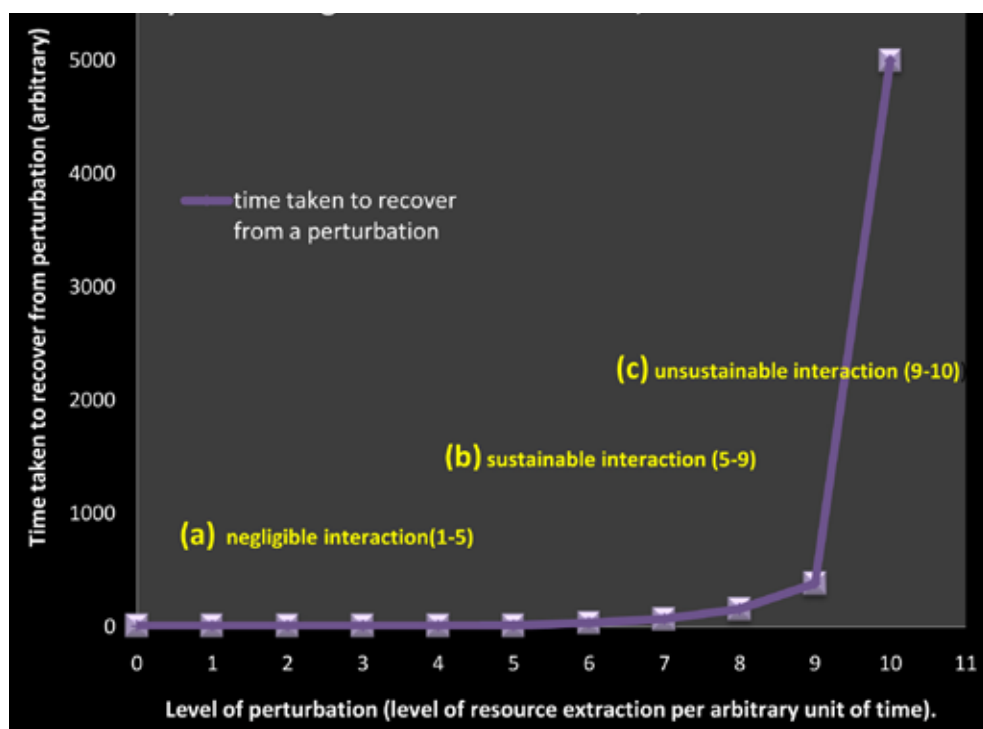 Time taken to recover from perturbation (arbitrary)
5000
4000
3000
2000
1000
0
time taken to recover
from a perturbation
(c) unsustainable interaction (9-10)
(b) sustainable interaction (5-9)
(a) negligible interaction(1-5)
0 1 2 3 4 5 6 7 8 9 10 11
Level of perturbation (level of resource extraction per arbitrary unit of time).